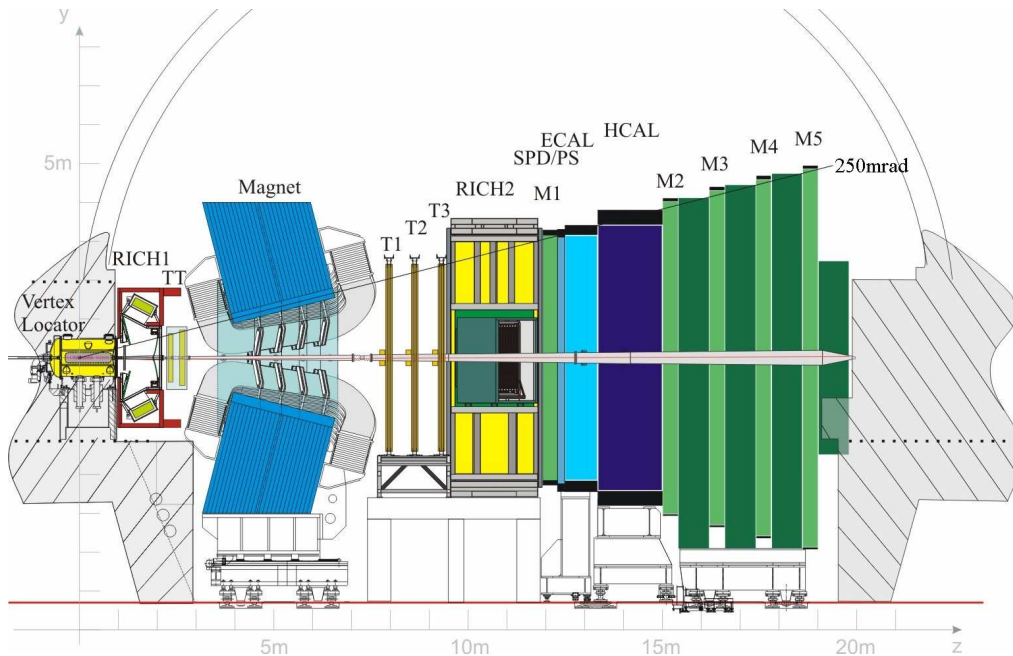 y
5m
Magnet
RICH1
TT
Vertex
Locator
T1
T2
T3
RICH2
M1
SPD/PS
ECAL
HCAL
M2
M3
M4
M5
250mrad
5m
10m
15m
20m
z